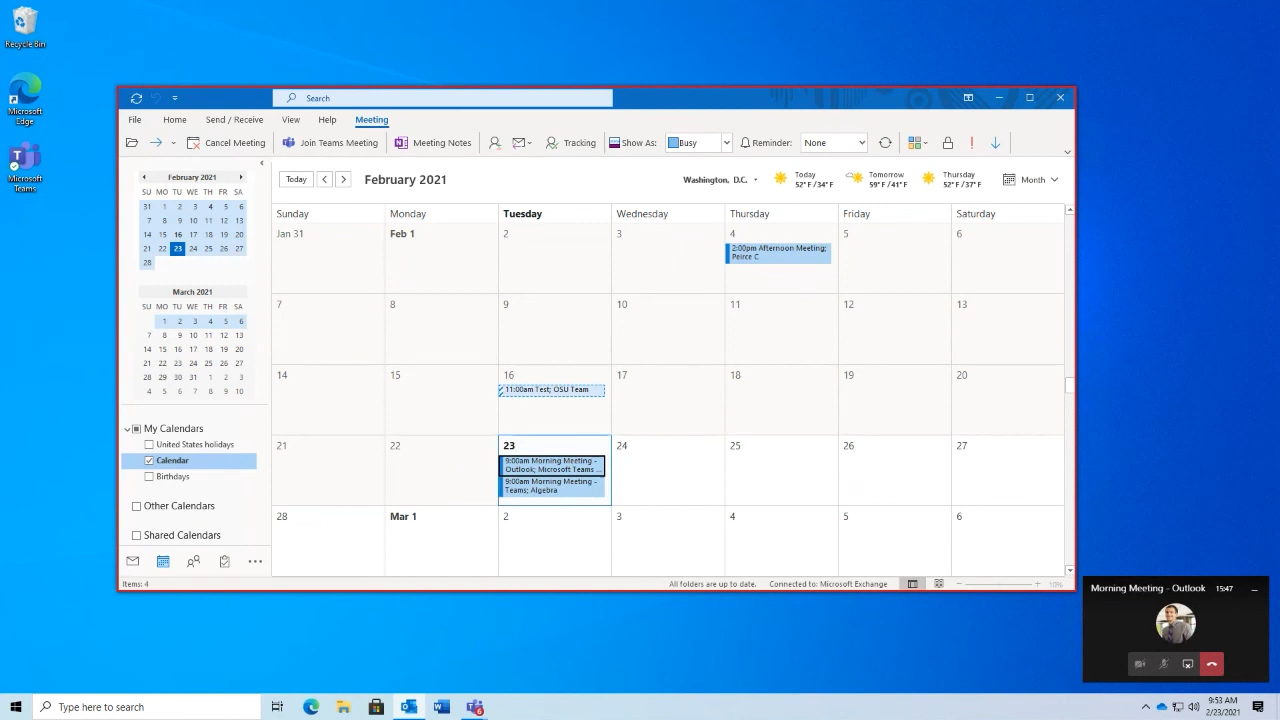 Recycle Bin
Microsoft
Edge
Microsoft
Teams
Search
File Home Send / Receive View Help Meeting
Cancel Meeting Join Teams Meeting Meeting Notes Tracking Show As: Busy Reminder: None
February 2021
SU MO TU WE TH FR SA
31 1 2 3 4 5 6
7 8 9 10 11 12 13
14 15 16 17 18 19 20
21 22 23 24 25 26 27
28
March 2021
SU MO TU WE TH FR SA
1 2 3 4 5 6
7 8 9 10 11 12 13
14 15 16 17 18 19 20
21 22 23 24 25 26 27
28 29 30 31 1 2 3
4 5 6 7 8 9 10
My Calendars
United States holidays
Calendar
Birthdays
Other Calendars
Shared Calendars
Today February 2021
Washington, D.C.
Today
52°F/34°F
Tomorrow
59°F/41°F
Thursday
52°F/37°F
Month
Sunday Monday Tuesday Wednesday Thursday Friday Saturday
Jan 31 Feb 1 2 3 4 5 6
2:00pm Afternoon Meeting;
Peirce C
7 8 9 10 11 12 13
14 15 16 17 18 19 20
11:00am Test; OSU Team
21 22 23 24 25 26 27
9:00am Morning Meeting -
Outlook; Microsoft Teams ...
9:00am Morning Meeting -
Teams; Algebra
28 Mar 1 2 3 4 5 6
Items: 4 All folders are up to date. Connected to: Microsoft Exchange 10%
Morning Meeting - Outlook 15:47
Type here to search
6
9:53 AM
2/23/2021